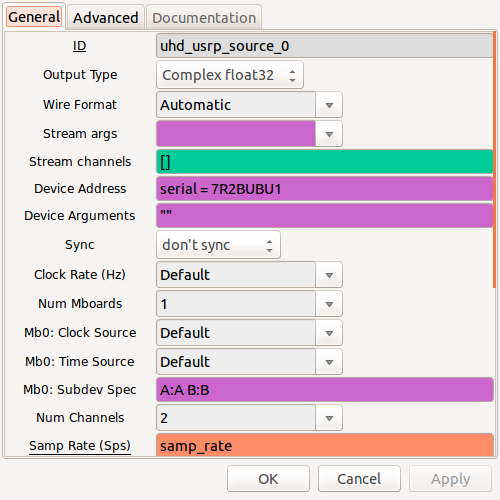 General Advanced Documentation
ID uhd_usrp_source_0
Output Type Complex float32
Wire Format Automatic
Stream args
Stream channels []
Device Address serial = 7R2BUBU1
Device Arguments ""
Sync don't sync
Clock Rate (Hz) Default
Num Mboards 1
Mb0: Clock Source Default
Mb0: Time Source Default
Mb0: Subdev Spec A:A B:B
Num Channels 2
Samp Rate (Sps) samp_rate
OK Cancel Apply